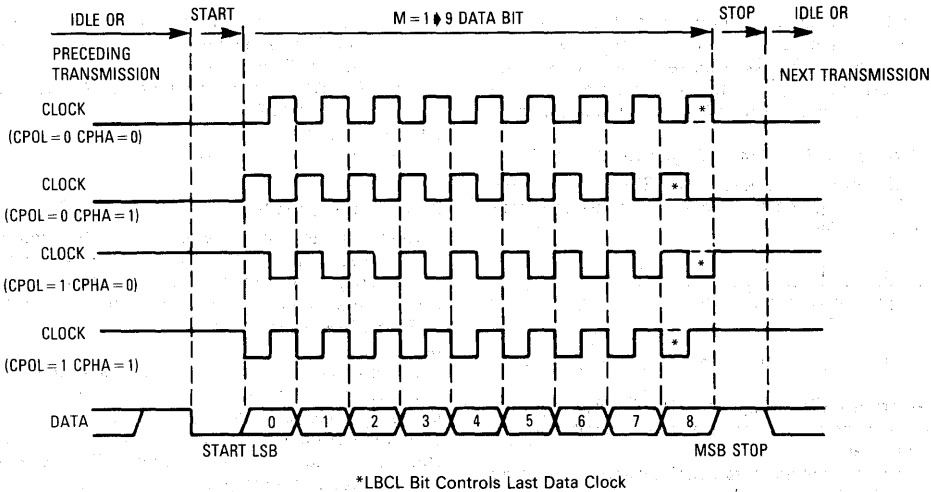 IDLE OR START M = 1 ➧ 9 DATA BIT STOP IDLE OR
PRECEDING
TRANSMISSION NEXT TRANSMISSION
CLOCK *
(CPOL = 0 CPHA = 0)
CLOCK *
(CPOL = 0 CPHA = 1)
CLOCK *
(CPOL = 1 CPHA = 0)
CLOCK *
(CPOL = 1 CPHA = 1)
DATA 0 1 2 3 4 5 6 7 8
START LSB MSB STOP
*LBCL Bit Controls Last Data Clock